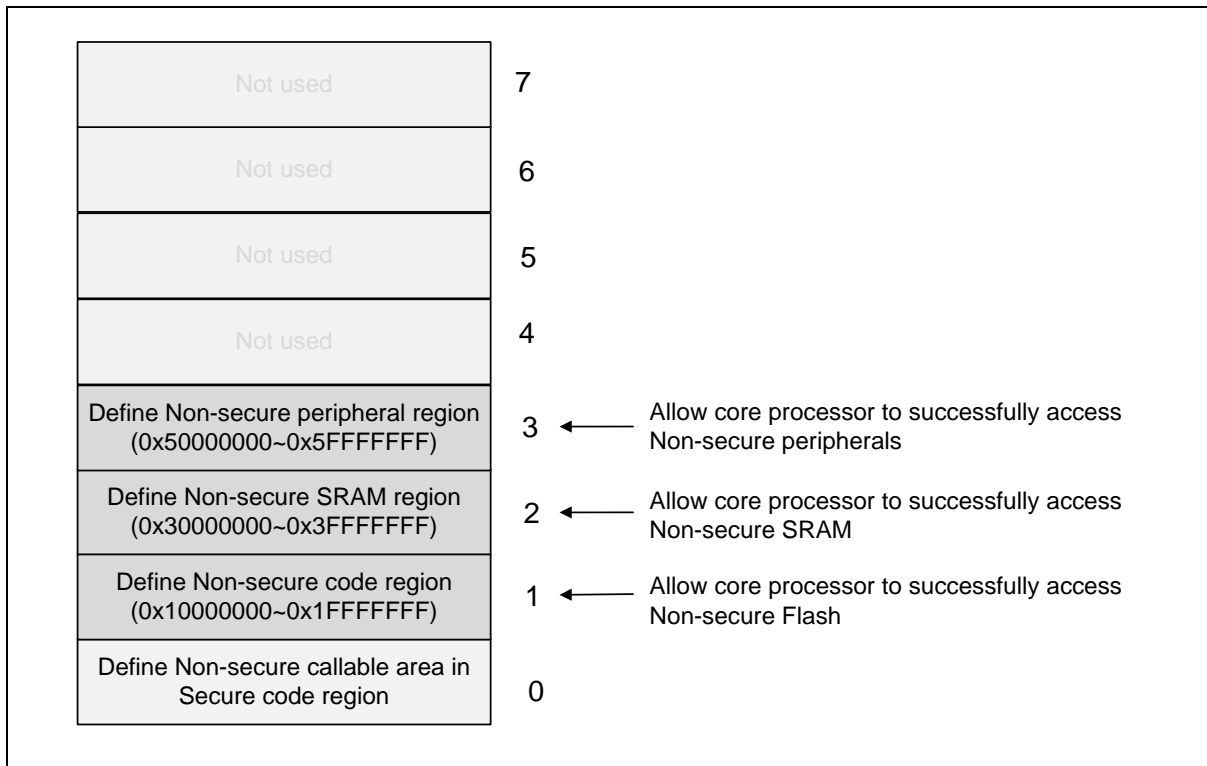 Not used
7
Not used
6
Not used
5
Not used
4
Define Non-secure peripheral region
(0x50000000~0x5FFFFFFF)
3
Allow core processor to successfully access
Non-secure peripherals
Define Non-secure SRAM region
(0x30000000~0x3FFFFFFF)
2
Allow core processor to successfully access
Non-secure SRAM
Define Non-secure code region
(0x10000000~0x1FFFFFFF)
1
Allow core processor to successfully access
Non-secure Flash
Define Non-secure callable area in
Secure code region
0